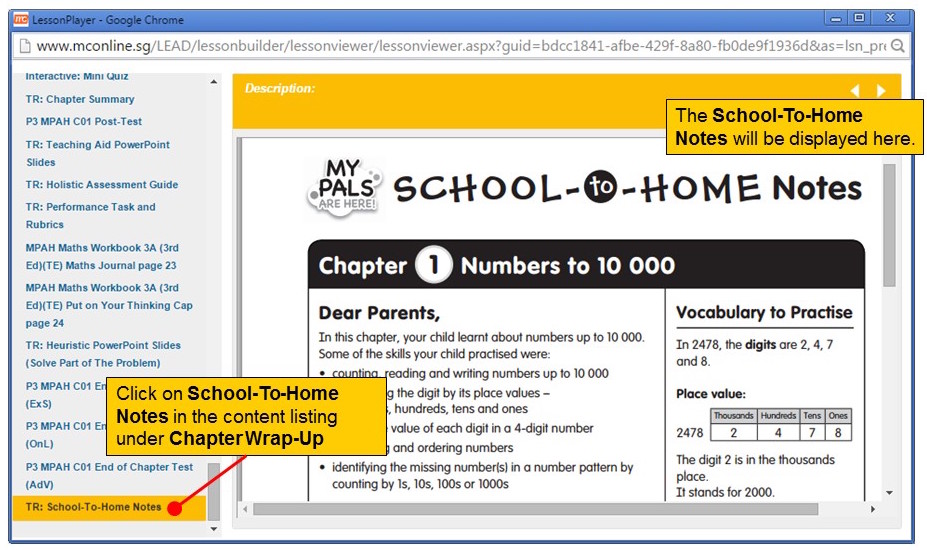 LessonPlayer - Google Chrome
www.mconline.sg/LEAD/lessonbuilder/lessonviewer/lessonviewer.aspx?guid=bdcc1841-afbe-429f-8a80-fb0de9f1936d&as=lsn_pre
Interactive: Mini Quiz
TR: Chapter Summary
P3 MPAH C01 Post-Test
TR: Teaching Aid PowerPoint
Slides
TR: Holistic Assessment Guide
TR: Performance Task and
Rubrics
MPAH Maths Workbook 3A (3rd
Ed)(TE) Maths Journal page 23
MPAH Maths Workbook 3A (3rd
Ed)(TE) Put on Your Thinking Cap
page 24
TR: Heuristic PowerPoint Slides
(Solve Part of The Problem)
P3 MPAH C01 En
(ExS)
P3 MPAH C01 En
(OnL)
P3 MPAH C01 End of Chapter Test
(AdV)
TR: School-To-Home Notes
Click on School-To-Home
Notes in the content listing
under Chapter Wrap-Up
Description:
The School-To-Home
Notes will be displayed here.
MY
PALS
ARE HERE!
SCHOOL-to-HOME Notes
Chapter 1 Numbers to 10 000
Dear Parents,
In this chapter, your child learnt about numbers up to 10 000.
Some of the skills your child practised were:
• counting, reading and writing numbers up to 10 000
the digit by its place values –
hundreds, tens and ones
value of each digit in a 4-digit number
and ordering numbers
• identifying the missing number(s) in a number pattern by
counting by 1s, 10s, 100s or 1000s
Vocabulary to Practise
In 2478, the digits are 2, 4, 7
and 8.
Place value:
Thousands Hundreds Tens Ones
2478 2 4 7 8
The digit 2 is in the thousands
place.
It stands for 2000.